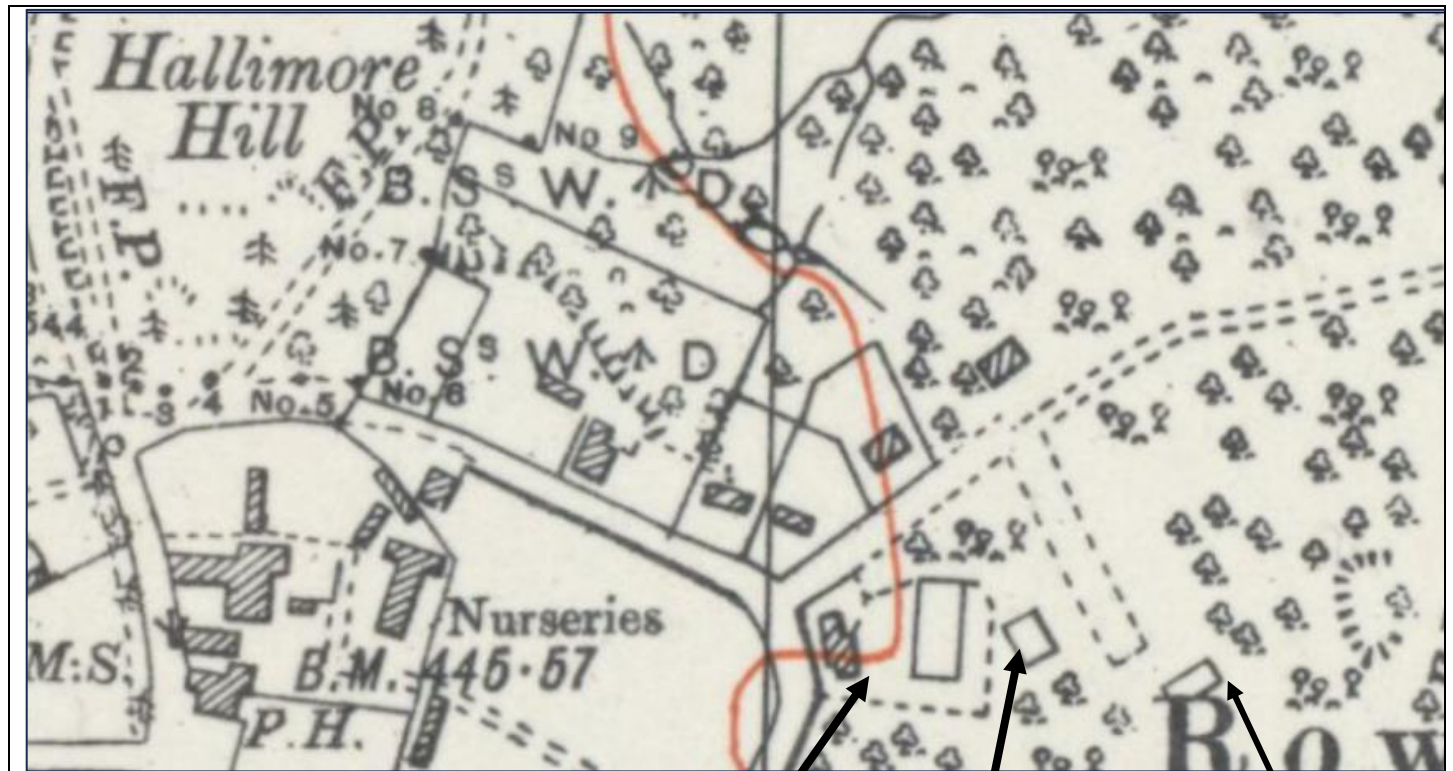 Hallimore
Hill
No 8
F.P.
F.P.
No 9
B.S
S
W. D
No. 7
544
B.S
S
W. D
No. 6
1 2 3 4 No. 5
Nurseries
M.S
B.M. 445·57
P.H.
Row